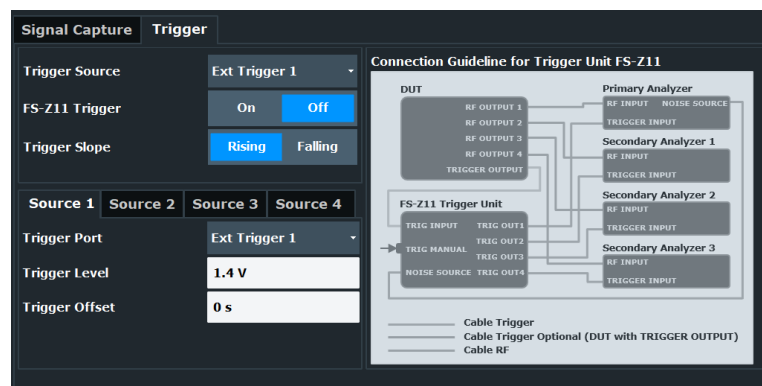 Signal Capture Trigger
Trigger Source Ext Trigger 1
FS-Z11 Trigger On Off
Trigger Slope Rising Falling
Source 1 Source 2 Source 3 Source 4
Trigger Port Ext Trigger 1
Trigger Level 1.4 V
Trigger Offset 0 s
Connection Guideline for Trigger Unit FS-Z11
DUT
RF OUTPUT 1
RF OUTPUT 2
RF OUTPUT 3
RF OUTPUT 4
TRIGGER OUTPUT
Primary Analyzer
RF INPUT NOISE SOURCE
TRIGGER INPUT
Secondary Analyzer 1
RF INPUT
TRIGGER INPUT
Secondary Analyzer 2
RF INPUT
TRIGGER INPUT
Secondary Analyzer 3
RF INPUT
TRIGGER INPUT
FS-Z11 Trigger Unit
TRIG INPUT TRIG OUT1
TRIG MANUAL TRIG OUT2
TRIG OUT3
NOISE SOURCE TRIG OUT4
Cable Trigger
Cable Trigger Optional (DUT with TRIGGER OUTPUT)
Cable RF